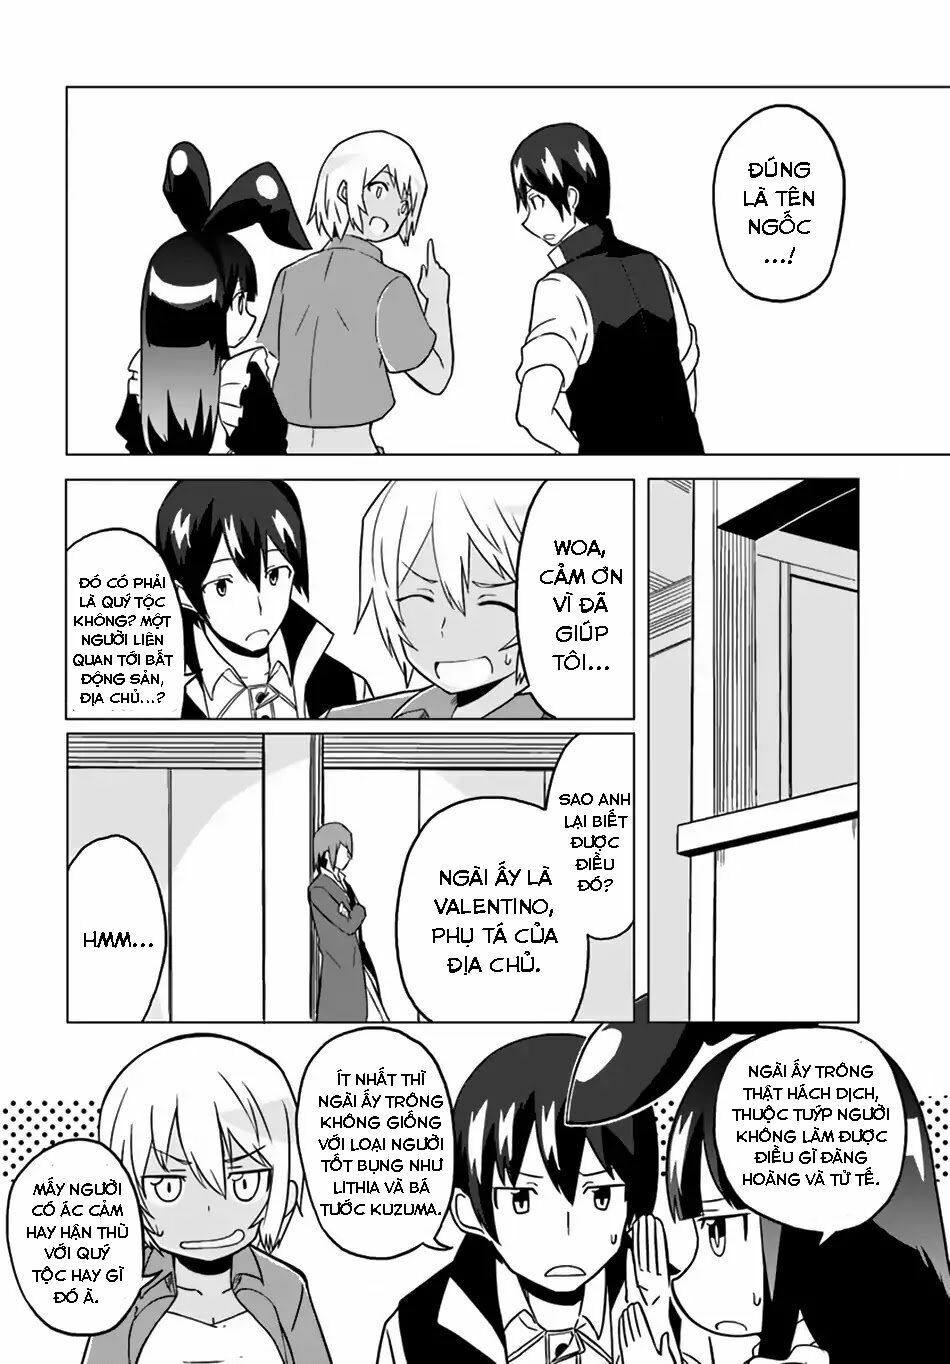 ĐÚNG
LÀ TÊN
NGỐC
...!
WOA,
CẢM ƠN
VÌ ĐÃ
GIÚP
TÔI...
ĐÓ CÓ PHẢI
LÀ QUÝ TỘC
KHÔNG? MỘT
NGƯỜI LIÊN
QUAN TỚI BẤT
ĐỘNG SẢN,
ĐỊA CHỦ...?
SAO ANH
LẠI BIẾT
ĐƯỢC
ĐIỀU
ĐÓ?
NGÀI ẤY LÀ
VALENTINO,
PHỤ TÁ CỦA
ĐỊA CHỦ.
HMM...
NGÀI ẤY TRÔNG
THẬT HÁCH DỊCH,
THUỘC TUÝP NGƯỜI
KHÔNG LÀM ĐƯỢC
ĐIỀU GÌ ĐÀNG
HOÀNG VÀ TỬ TẾ.
ÍT NHẤT THÌ
NGÀI ẤY TRÔNG
KHÔNG GIỐNG
VỚI LOẠI NGƯỜI
TỐT BỤNG NHƯ
LITHIA VÀ BÁ
TƯỚC KUZUMA.
MẤY NGƯỜI
CÓ ÁC CẢM
HAY HẬN THÙ
VỚI QUÝ
TỘC HAY GÌ
ĐÓ À.